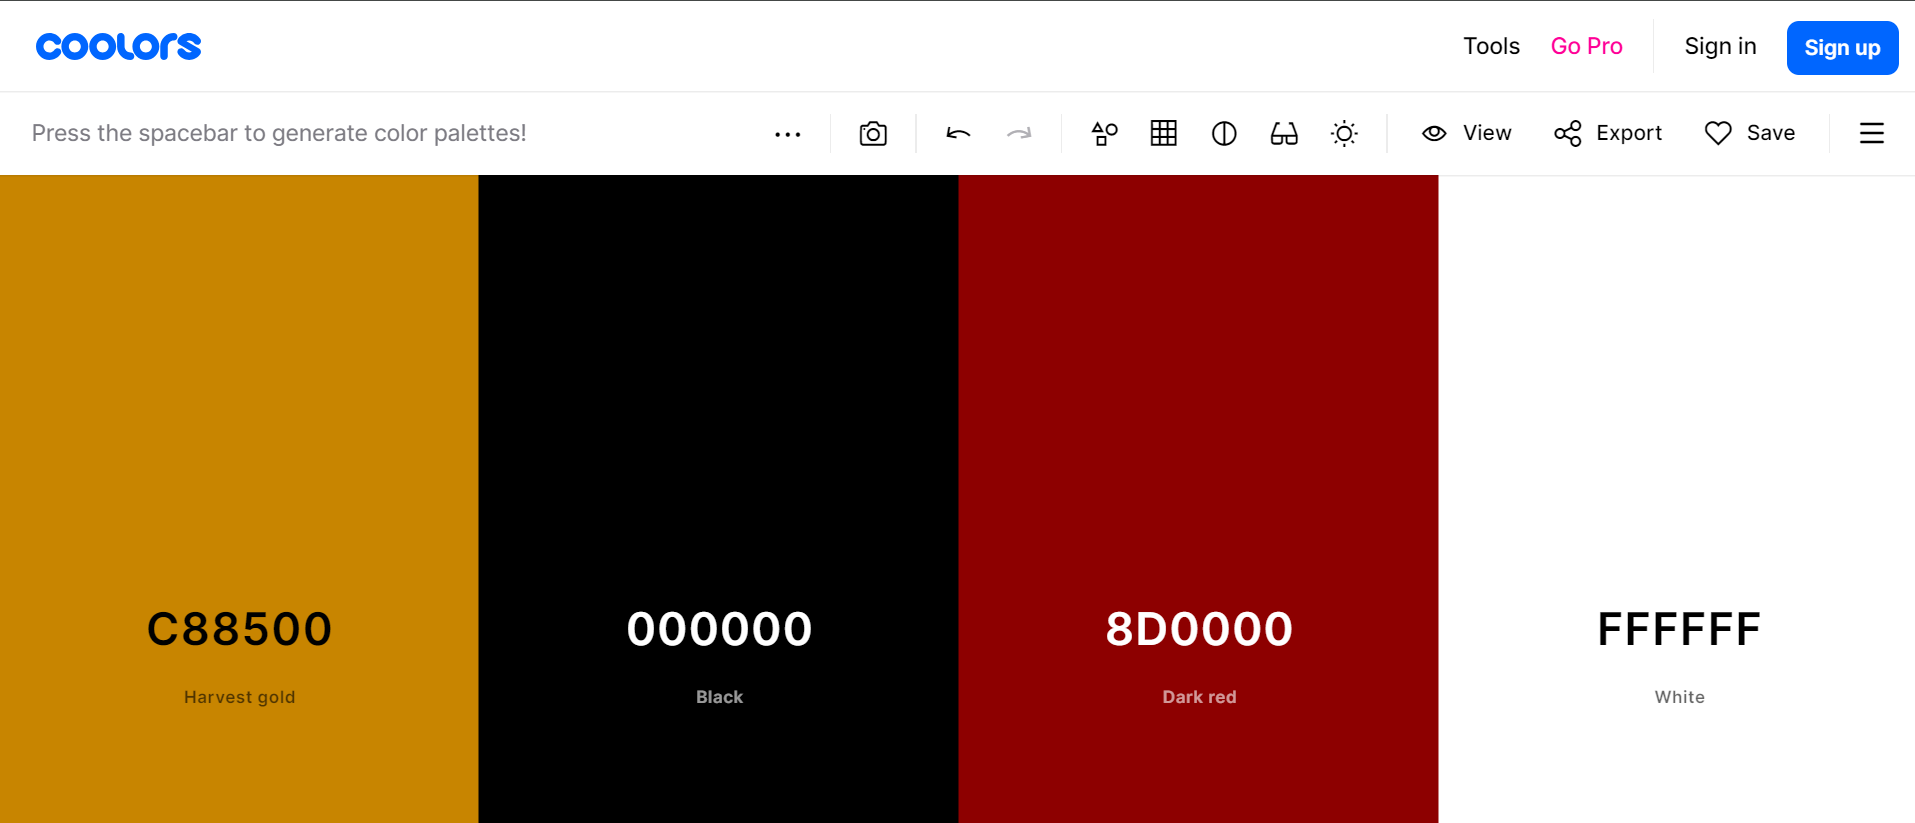 coolors
Tools Go Pro Sign in Sign up
Press the spacebar to generate color palettes! View Export Save
C88500 000000 8D0000 FFFFFF
Harvest gold Black Dark red White